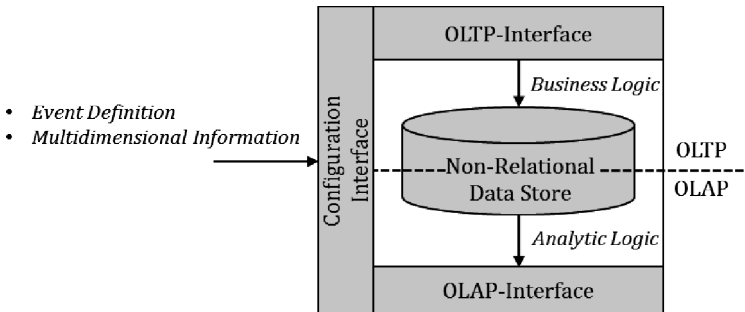 OLTP-Interface
Business Logic
• Event Definition
• Multidimensional Information
Configuration
Interface
Non-Relational
Data Store
OLTP
OLAP
Analytic Logic
OLAP-Interface